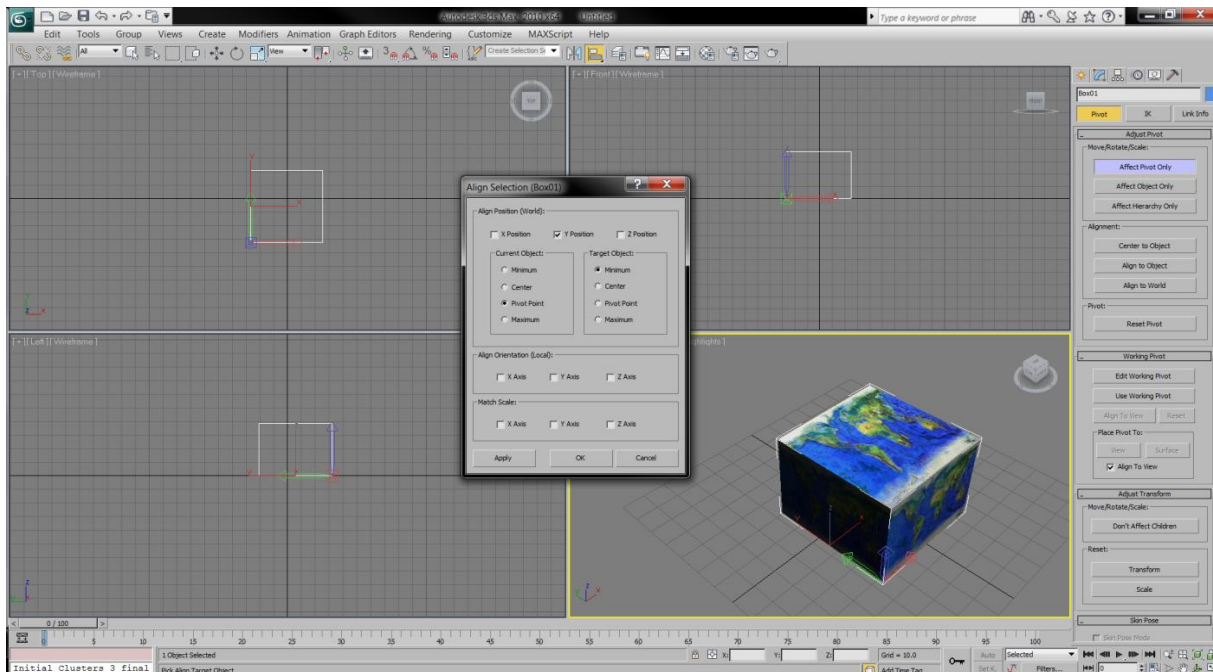 Autodesk 3ds Max 2010 x64 Untitled
Type a keyword or phrase
Edit Tools Group Views Create Modifiers Animation Graph Editors Rendering Customize MAXScript Help
All
View
Create Selection Se
[ + ] [ Top ] [ Wireframe ]
[ + ] [ Front ] [ Wireframe ]
TOP
FRONT
Box01
Pivot IK Link Info
Adjust Pivot
Move/Rotate/Scale:
Affect Pivot Only
Affect Object Only
Affect Hierarchy Only
Alignment:
Center to Object
Align to Object
Align to World
Pivot:
Reset Pivot
Working Pivot
Edit Working Pivot
Use Working Pivot
Align To View Reset
Place Pivot To:
View Surface
Align To View
Adjust Transform
Move/Rotate/Scale:
Don't Affect Children
Reset:
Transform
Scale
Skin Pose
Skin Pose Mode
Align Selection (Box01)
Align Position (World):
X Position Y Position Z Position
Current Object: Target Object:
Minimum Minimum
Center Center
Pivot Point Pivot Point
Maximum Maximum
Align Orientation (Local):
X Axis Y Axis Z Axis
Match Scale:
X Axis Y Axis Z Axis
Apply OK Cancel
[ + ] [ Left ] [ Wireframe ]
ghlights ]
0 / 100
0 5 10 15 20 25 30 35 40 45 50 55 60 65 70 75 80 85 90 95 100
1 Object Selected
X: Y: Z:
Grid = 10.0
Auto Selected
Initial Clusters 3 final
Pick Align Target Object
Add Time Tag
Set K. Filters... 0